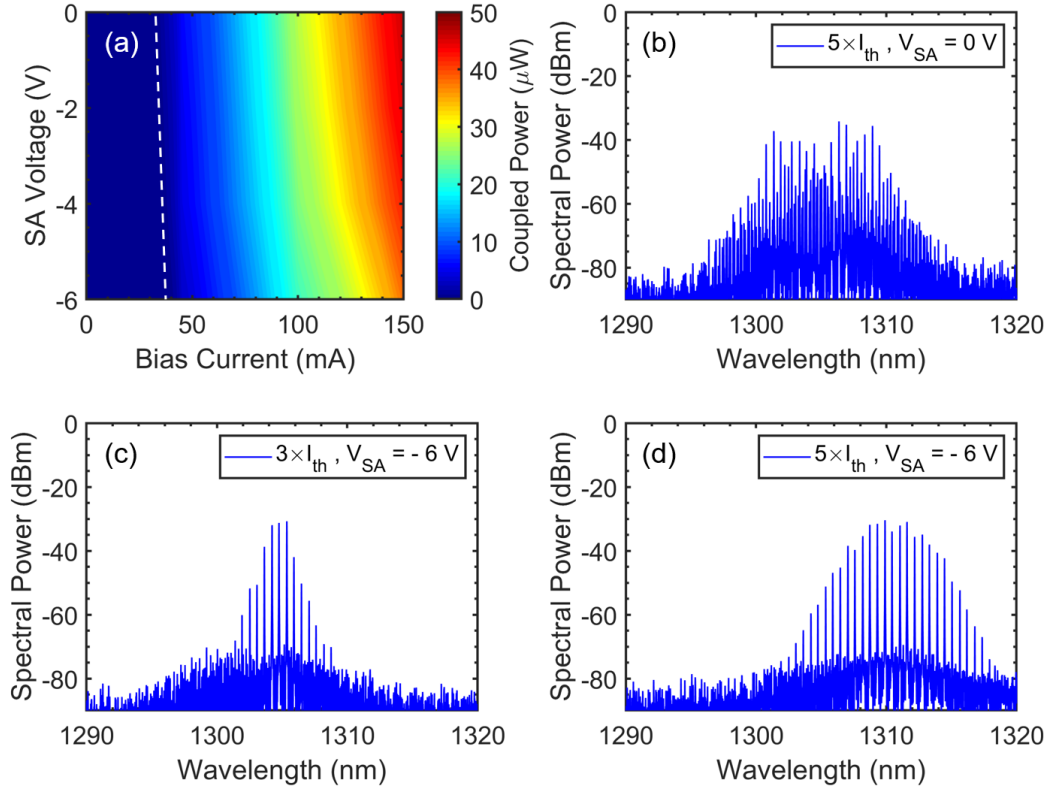 (a)
0
-2
-4
-6
SA Voltage (V)
0 50 100 150
Bias Current (mA)
50
40
30
20
10
0
Coupled Power (μW)
(b)
5×I_th , V_SA = 0 V
0
-20
-40
-60
-80
Spectral Power (dBm)
1290 1300 1310 1320
Wavelength (nm)
(c)
3×I_th , V_SA = - 6 V
0
-20
-40
-60
-80
Spectral Power (dBm)
1290 1300 1310 1320
Wavelength (nm)
(d)
5×I_th , V_SA = - 6 V
0
-20
-40
-60
-80
Spectral Power (dBm)
1290 1300 1310 1320
Wavelength (nm)